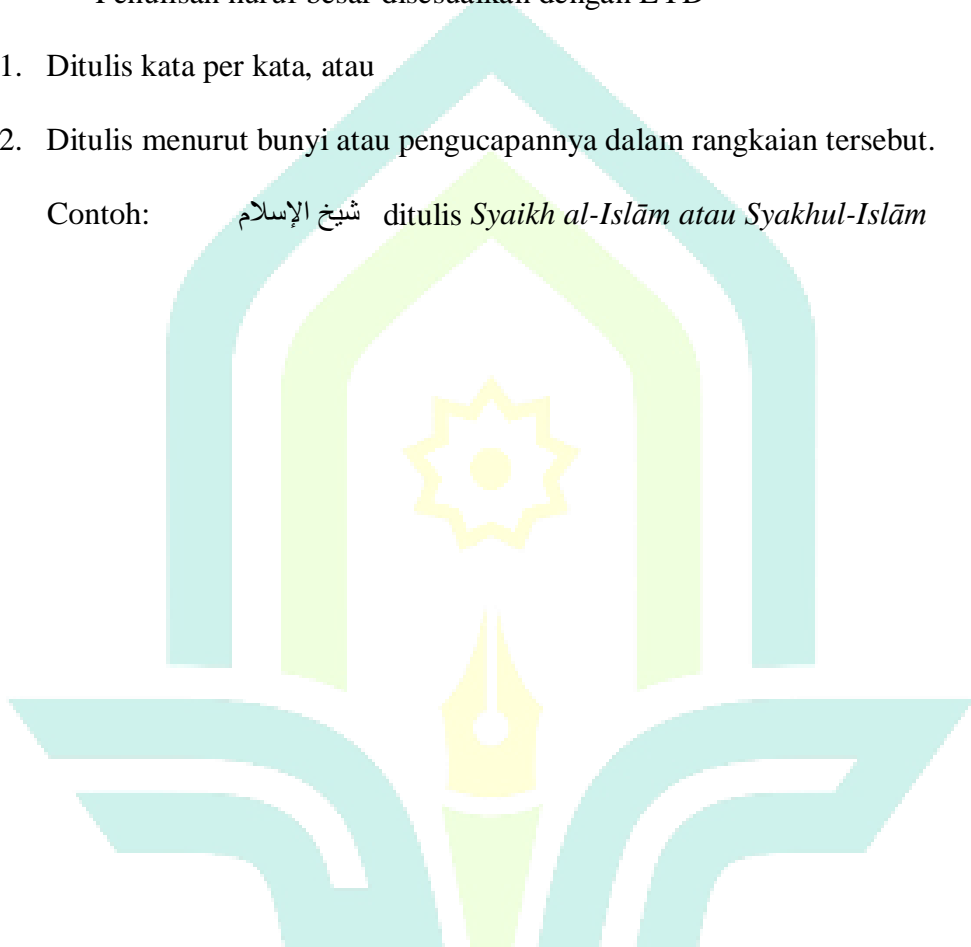 Penulisan huruf besar disesuaikan dengan EYD
1. Ditulis kata per kata, atau
2. Ditulis menurut bunyi atau pengucapannya dalam rangkaian tersebut.
Contoh: شيخ الإسلام ditulis Syaikh al-Islām atau Syakhul-Islām